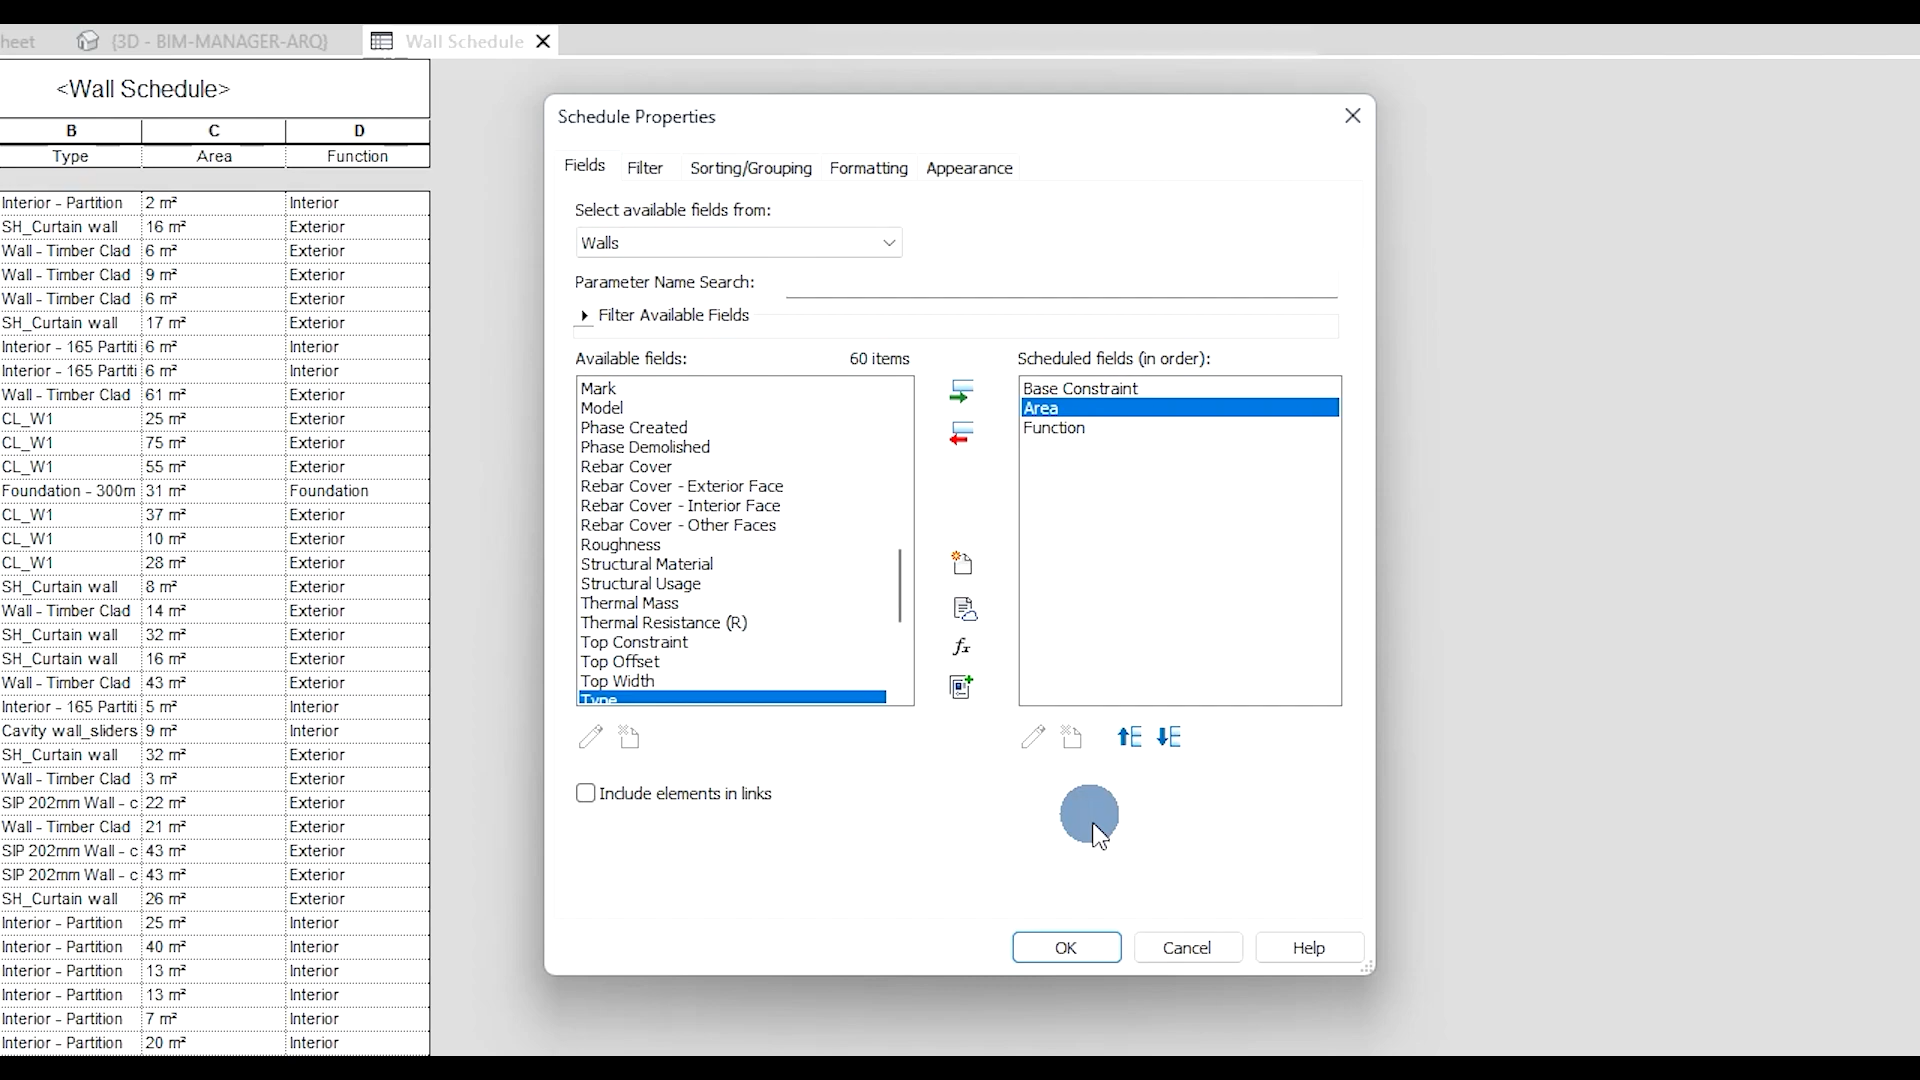 heet
{3D - BIM-MANAGER-ARQ}
Wall Schedule
<Wall Schedule>
B C D
Type Area Function
Interior - Partition 2 m² Interior
SH_Curtain wall 16 m² Exterior
Wall - Timber Clad 6 m² Exterior
Wall - Timber Clad 9 m² Exterior
Wall - Timber Clad 6 m² Exterior
SH_Curtain wall 17 m² Exterior
Interior - 165 Partiti 6 m² Interior
Interior - 165 Partiti 6 m² Interior
Wall - Timber Clad 61 m² Exterior
CL_W1 25 m² Exterior
CL_W1 75 m² Exterior
CL_W1 55 m² Exterior
Foundation - 300m 31 m² Foundation
CL_W1 37 m² Exterior
CL_W1 10 m² Exterior
CL_W1 28 m² Exterior
SH_Curtain wall 8 m² Exterior
Wall - Timber Clad 14 m² Exterior
SH_Curtain wall 32 m² Exterior
SH_Curtain wall 16 m² Exterior
Wall - Timber Clad 43 m² Exterior
Interior - 165 Partiti 5 m² Interior
Cavity wall_sliders 9 m² Interior
SH_Curtain wall 32 m² Exterior
Wall - Timber Clad 3 m² Exterior
SIP 202mm Wall - c 22 m² Exterior
Wall - Timber Clad 21 m² Exterior
SIP 202mm Wall - c 43 m² Exterior
SIP 202mm Wall - c 43 m² Exterior
SH_Curtain wall 26 m² Exterior
Interior - Partition 25 m² Interior
Interior - Partition 40 m² Interior
Interior - Partition 13 m² Interior
Interior - Partition 13 m² Interior
Interior - Partition 7 m² Interior
Interior - Partition 20 m² Interior
Schedule Properties
Fields Filter Sorting/Grouping Formatting Appearance
Select available fields from:
Walls
Parameter Name Search:
Filter Available Fields
Available fields: 60 items
Mark
Model
Phase Created
Phase Demolished
Rebar Cover
Rebar Cover - Exterior Face
Rebar Cover - Interior Face
Rebar Cover - Other Faces
Roughness
Structural Material
Structural Usage
Thermal Mass
Thermal Resistance (R)
Top Constraint
Top Offset
Top Width
Type
fx
Scheduled fields (in order):
Base Constraint
Area
Function
Include elements in links
OK Cancel Help